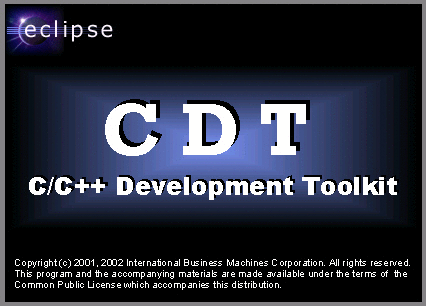 eclipse
CDT
C/C++ Development Toolkit
Copyright (c) 2001, 2002 International Business Machines Corporation. All rights reserved.
This program and the accompanying materials are made available under the terms of the
Common Public License which accompanies this distribution.